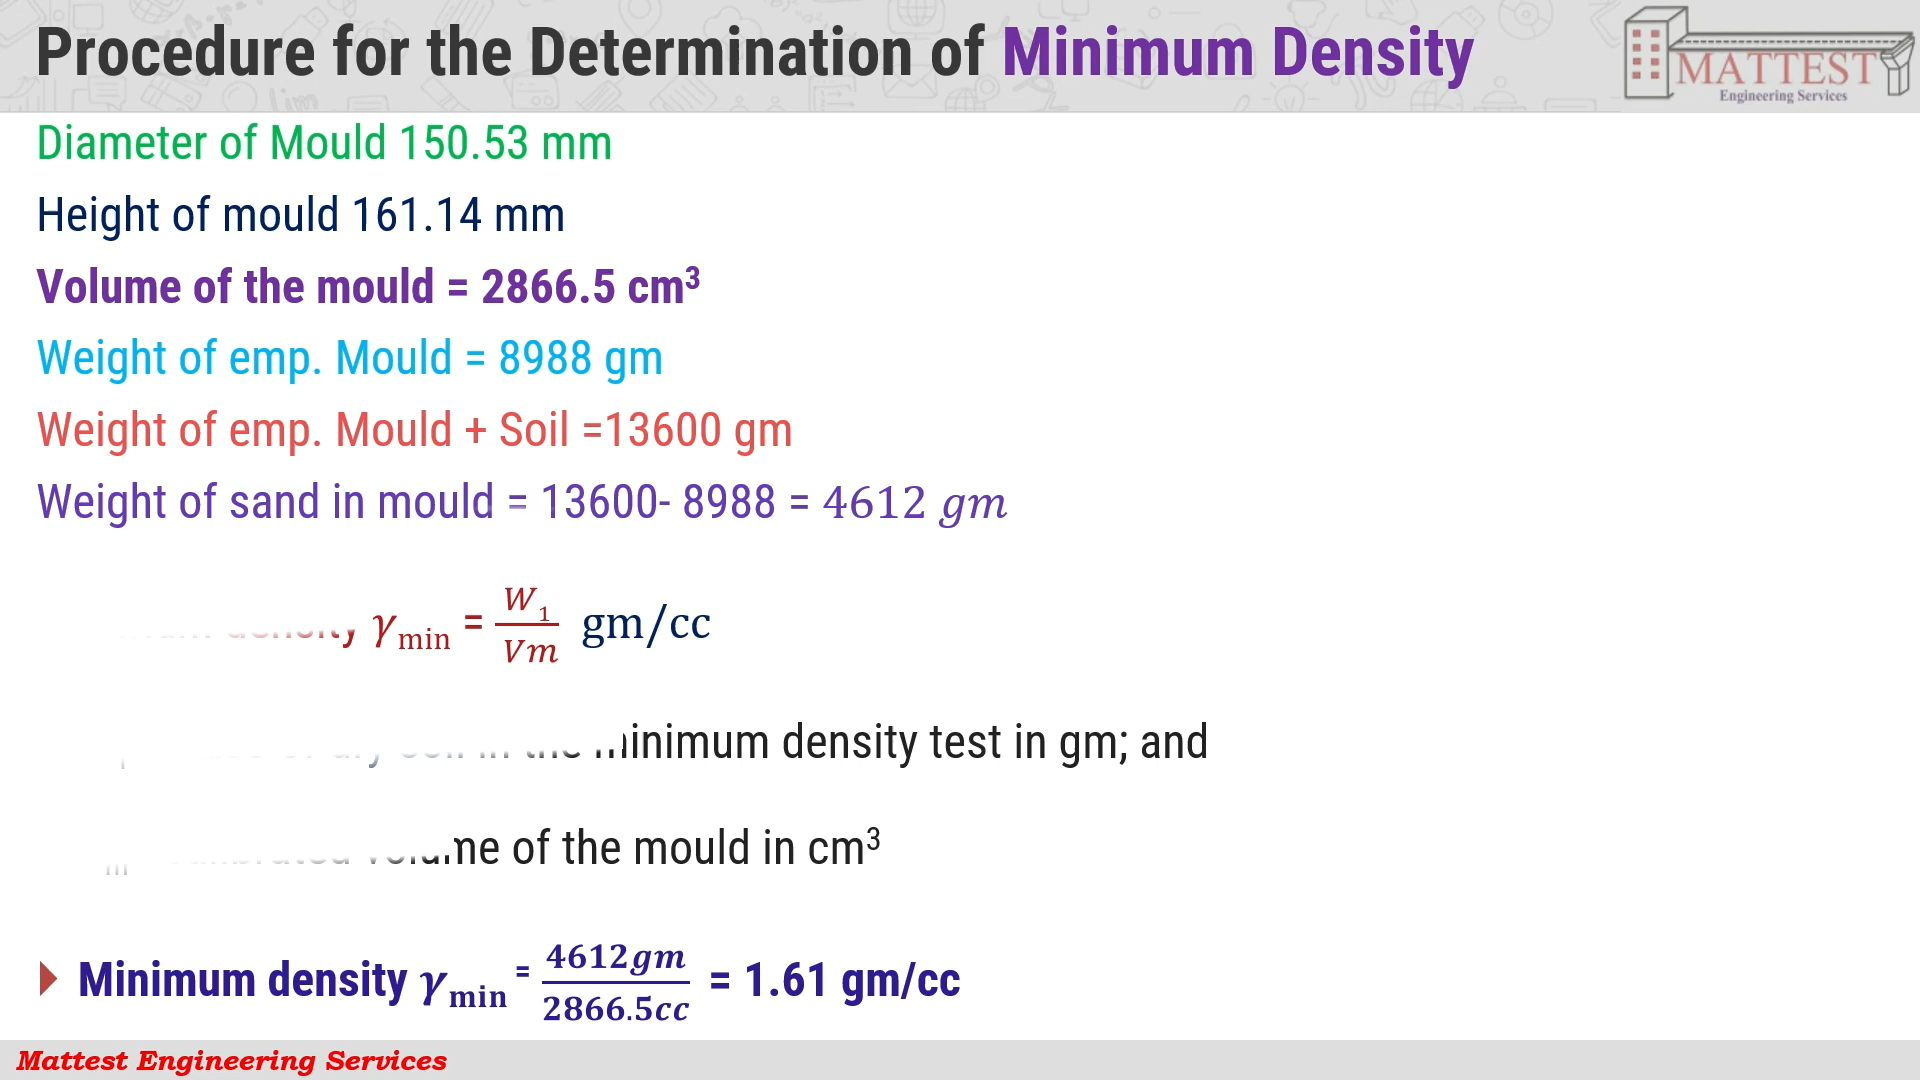 Procedure for the Determination of Minimum Density
MATTEST
Engineering Services
Diameter of Mould 150.53 mm
Height of mould 161.14 mm
Volume of the mould = 2866.5 cm³
Weight of emp. Mould = 8988 gm
Weight of emp. Mould + Soil =13600 gm
Weight of sand in mould = 13600- 8988 = 4612 gm
density γmin = W₁/Vm gm/cc
minimum density test in gm; and
volume of the mould in cm³
Minimum density γmin = 4612gm/2866.5cc = 1.61 gm/cc
Mattest Engineering Services